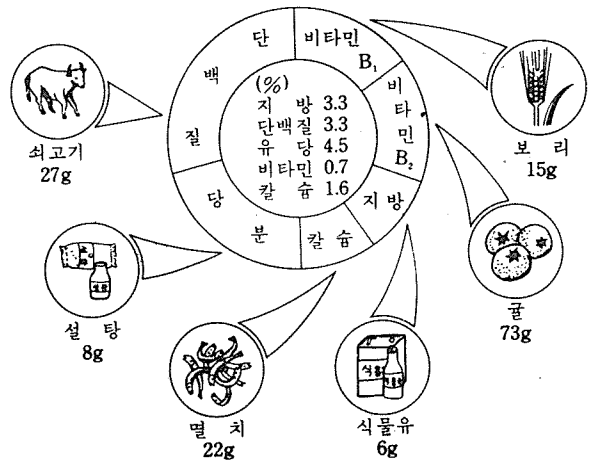 단백질
비타민 B₁
비타민 B₂
지방
칼슘
당분
(%)
지 방 3.3
단백질 3.3
유 당 4.5
비타민 0.7
칼 슘 1.6
쇠고기
27g
보 리
15g
귤
73g
식물유
6g
멸 치
22g
설 탕
8g
식용